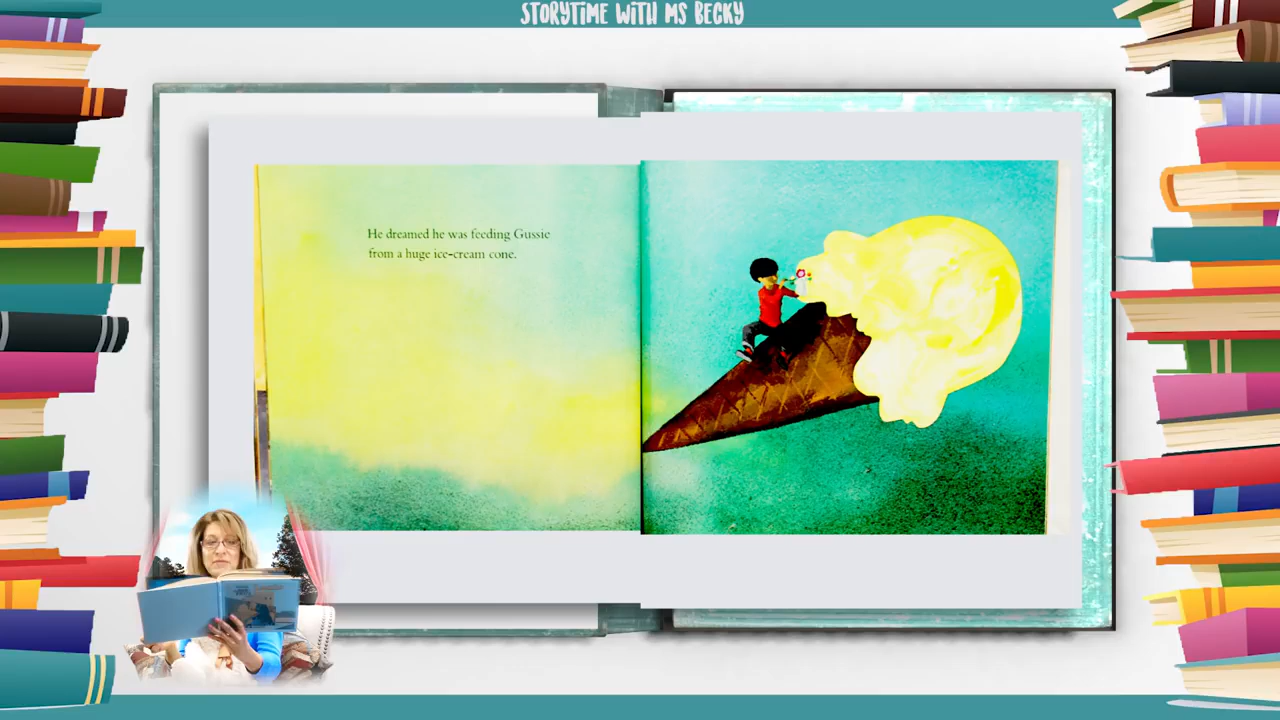 STORYTIME WITH MS BECKY
He dreamed he was feeding Gussie
from a huge ice-cream cone.